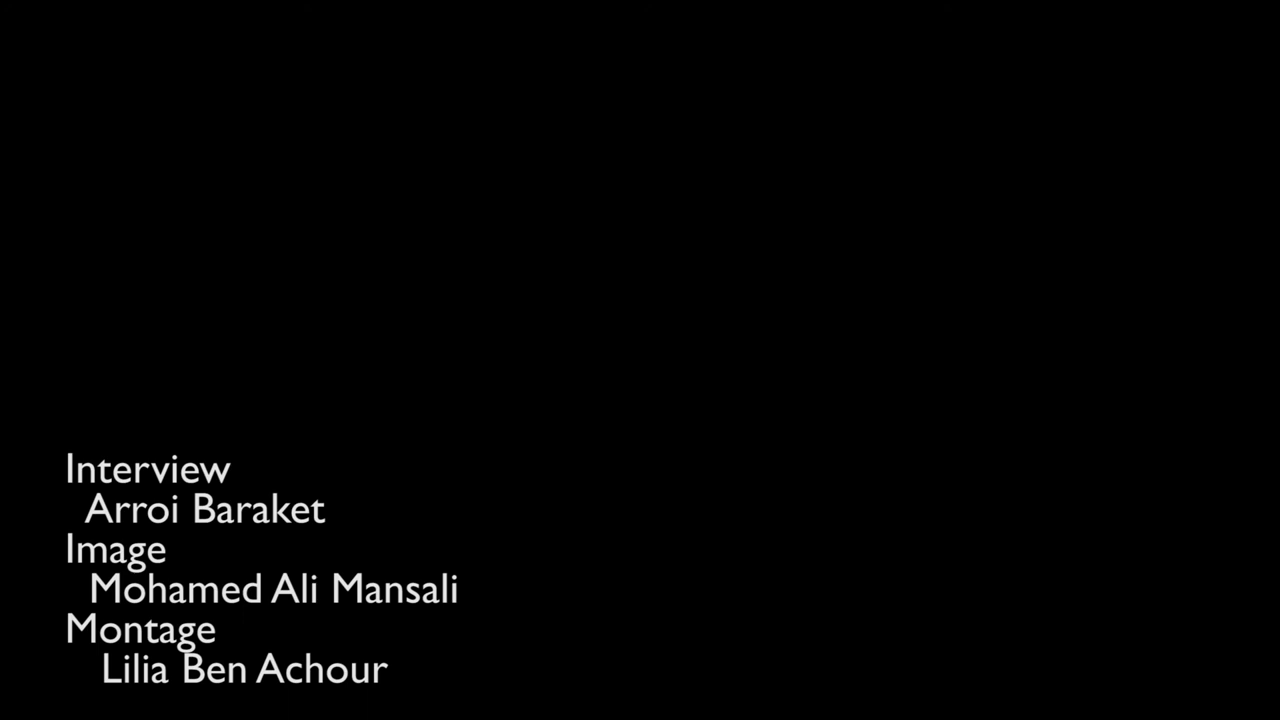 Interview
Arroi Baraket
Image
Mohamed Ali Mansali
Montage
Lilia Ben Achour